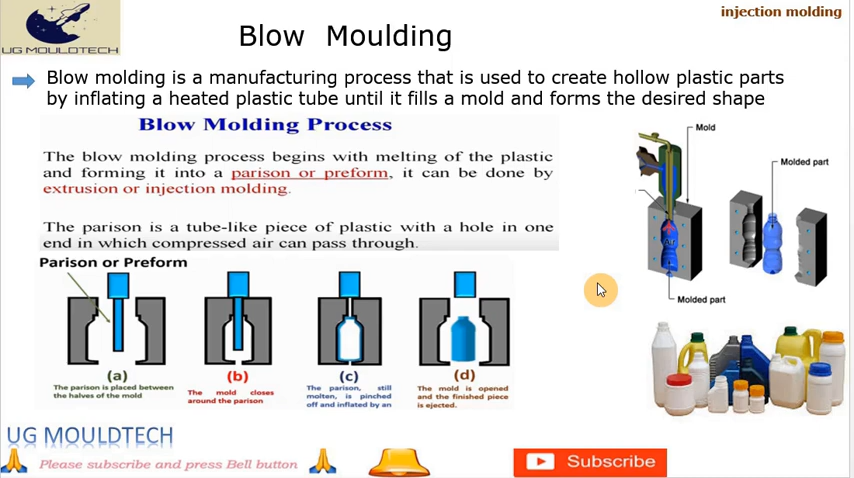 injection molding
UG MOULDTECH
Blow Moulding
Blow molding is a manufacturing process that is used to create hollow plastic parts
by inflating a heated plastic tube until it fills a mold and forms the desired shape
Blow Molding Process
The blow molding process begins with melting of the plastic
and forming it into a parison or preform, it can be done by
extrusion or injection molding.
The parison is a tube-like piece of plastic with a hole in one
end in which compressed air can pass through.
Mold
Molded part
Air
Molded part
Parison or Preform
(a)
The parison is placed between
the halves of the mold
(b)
The mold closes
around the parison
(c)
The parison, still
molten, is pinched
off and inflated by an
(d)
The mold is opened
and the finished piece
is ejected.
UG MOULDTECH
Please subscribe and press Bell button
Subscribe